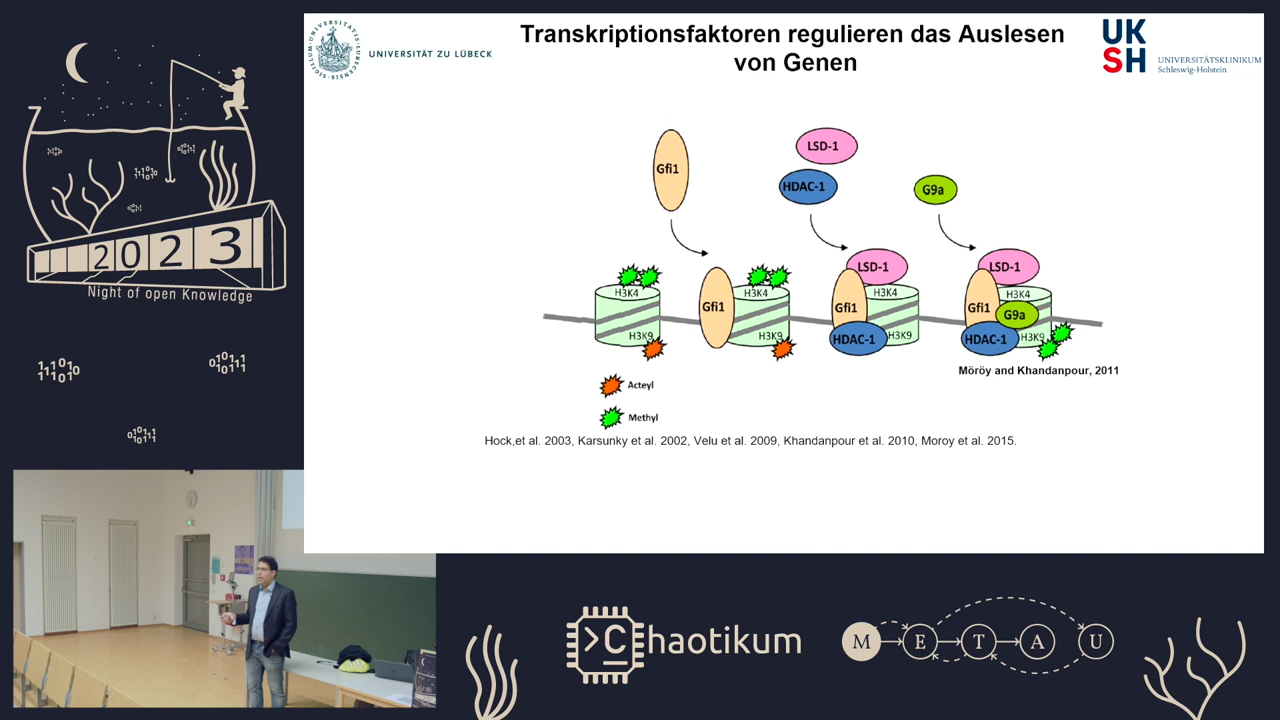 Transkriptionsfaktoren regulieren das Auslesen
von Genen
UNIVERSITÄT ZU LÜBECK
UK
SH
UNIVERSITÄTSKLINIKUM
Schleswig-Holstein
Gfi1
LSD-1
HDAC-1
G9a
H3K4
H3K9
Gfi1
H3K4
H3K9
LSD-1
Gfi1
HDAC-1
H3K9
LSD-1
H3K4
Gfi1
G9a
HDAC-1
H3K9
Acteyl
Methyl
Möröy and Khandanpour, 2011
Hock,et al. 2003, Karsunky et al. 2002, Velu et al. 2009, Khandanpour et al. 2010, Moroy et al. 2015.
2023
Night of open Knowledge
>C haotikum
M E T A U